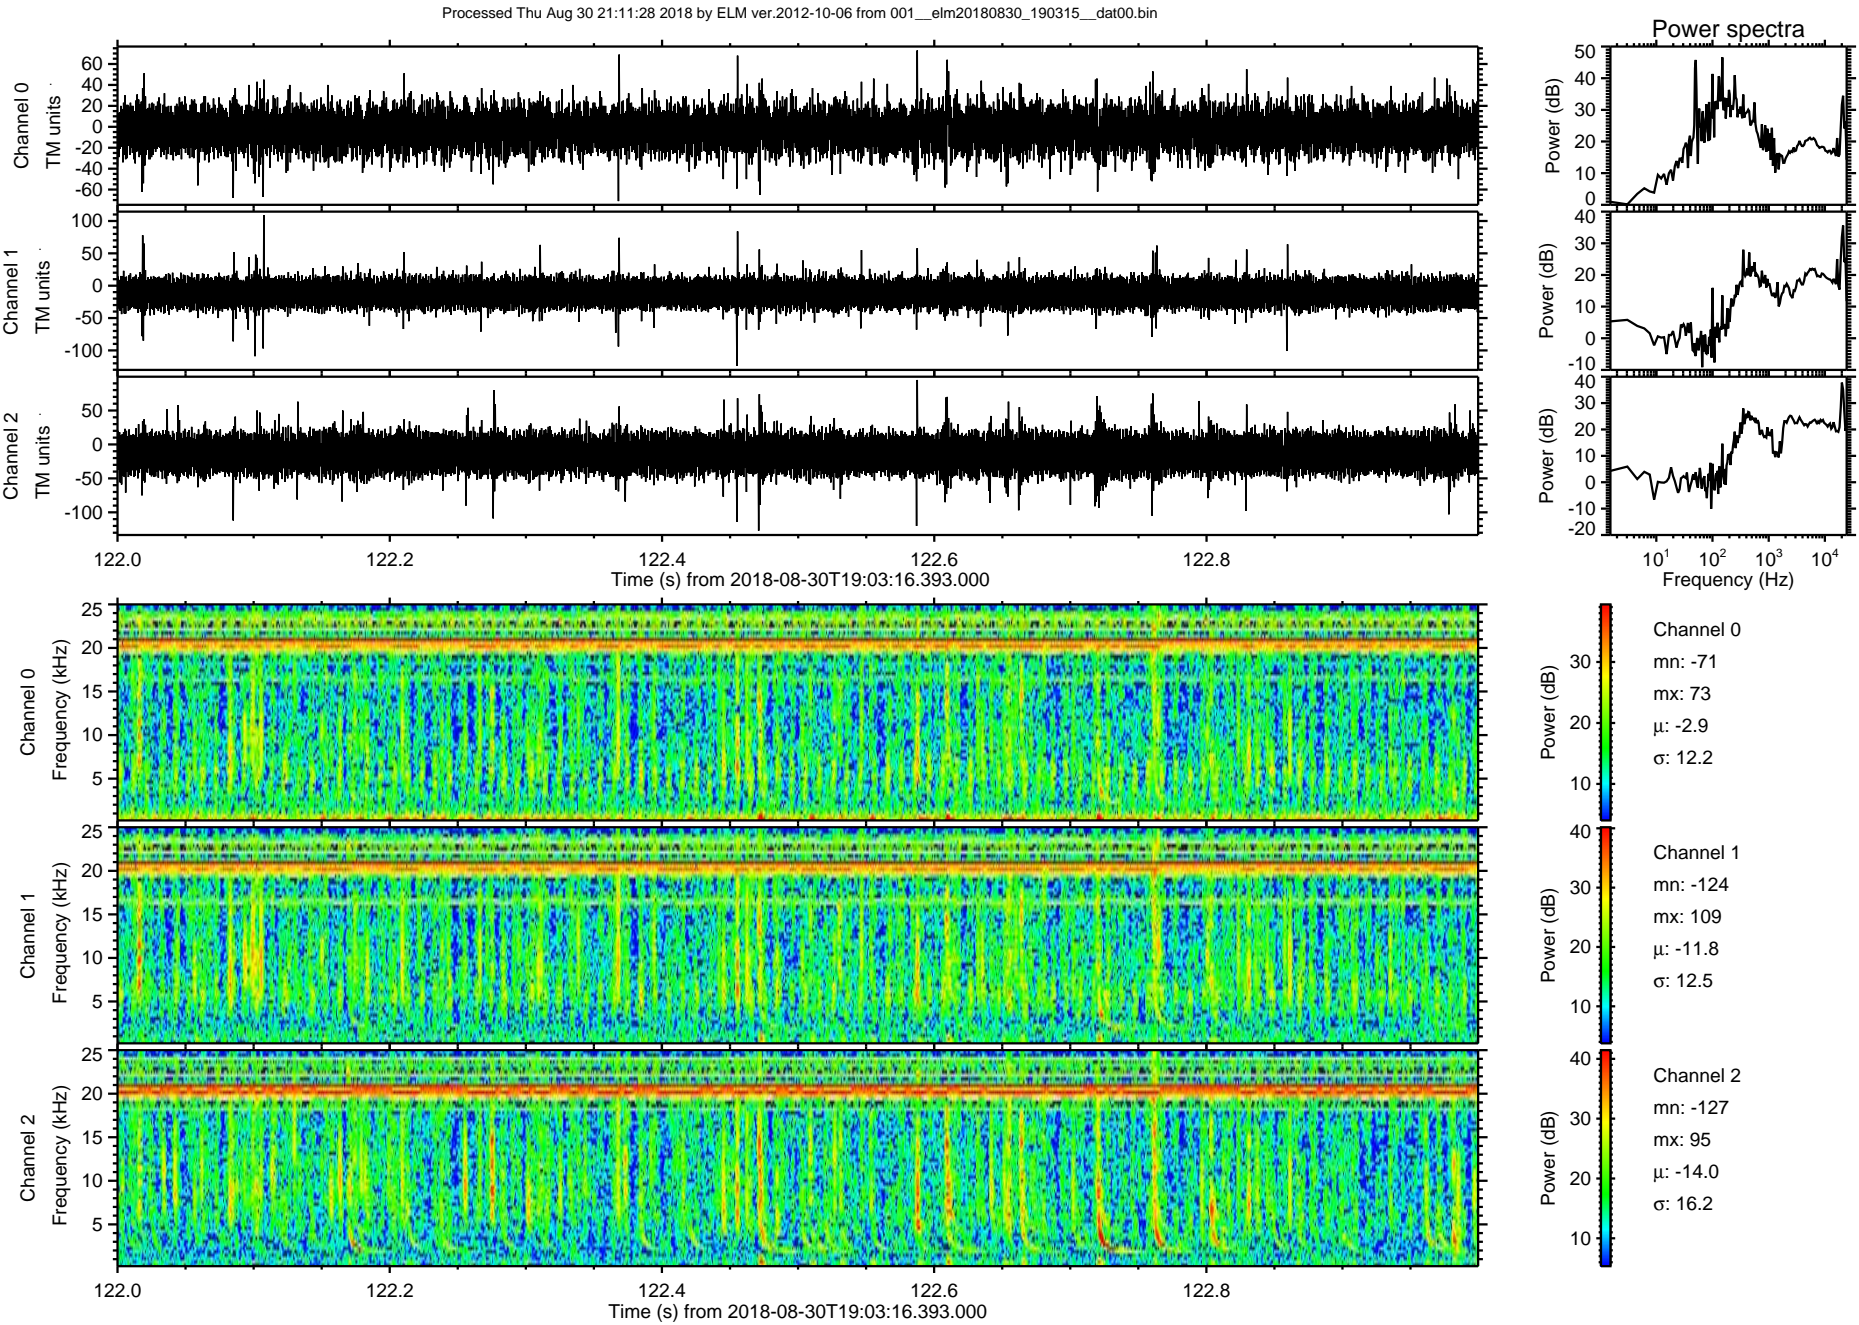 Processed Thu Aug 30 21:11:28 2018 by ELM ver.2012-10-06 from 001__elm20180830_190315__dat00.bin
Power spectra
Channel 0
TM units
60
40
20
0
-20
-40
-60
Power (dB)
50
40
30
20
10
0
Channel 1
TM units
100
50
0
-50
-100
Power (dB)
40
30
20
10
0
-10
Channel 2
TM units
50
0
-50
-100
Power (dB)
40
30
20
10
0
-10
-20
122.0 122.2 122.4 122.6 122.8
Time (s) from 2018-08-30T19:03:16.393.000
10^1 10^2 10^3 10^4
Frequency (Hz)
Channel 0
Frequency (kHz)
25
20
15
10
5
Power (dB)
30
20
10
Channel 0
mn: -71
mx: 73
μ: -2.9
σ: 12.2
Channel 1
Frequency (kHz)
25
20
15
10
5
Power (dB)
40
30
20
10
Channel 1
mn: -124
mx: 109
μ: -11.8
σ: 12.5
Channel 2
Frequency (kHz)
25
20
15
10
5
Power (dB)
40
30
20
10
Channel 2
mn: -127
mx: 95
μ: -14.0
σ: 16.2
122.0 122.2 122.4 122.6 122.8
Time (s) from 2018-08-30T19:03:16.393.000